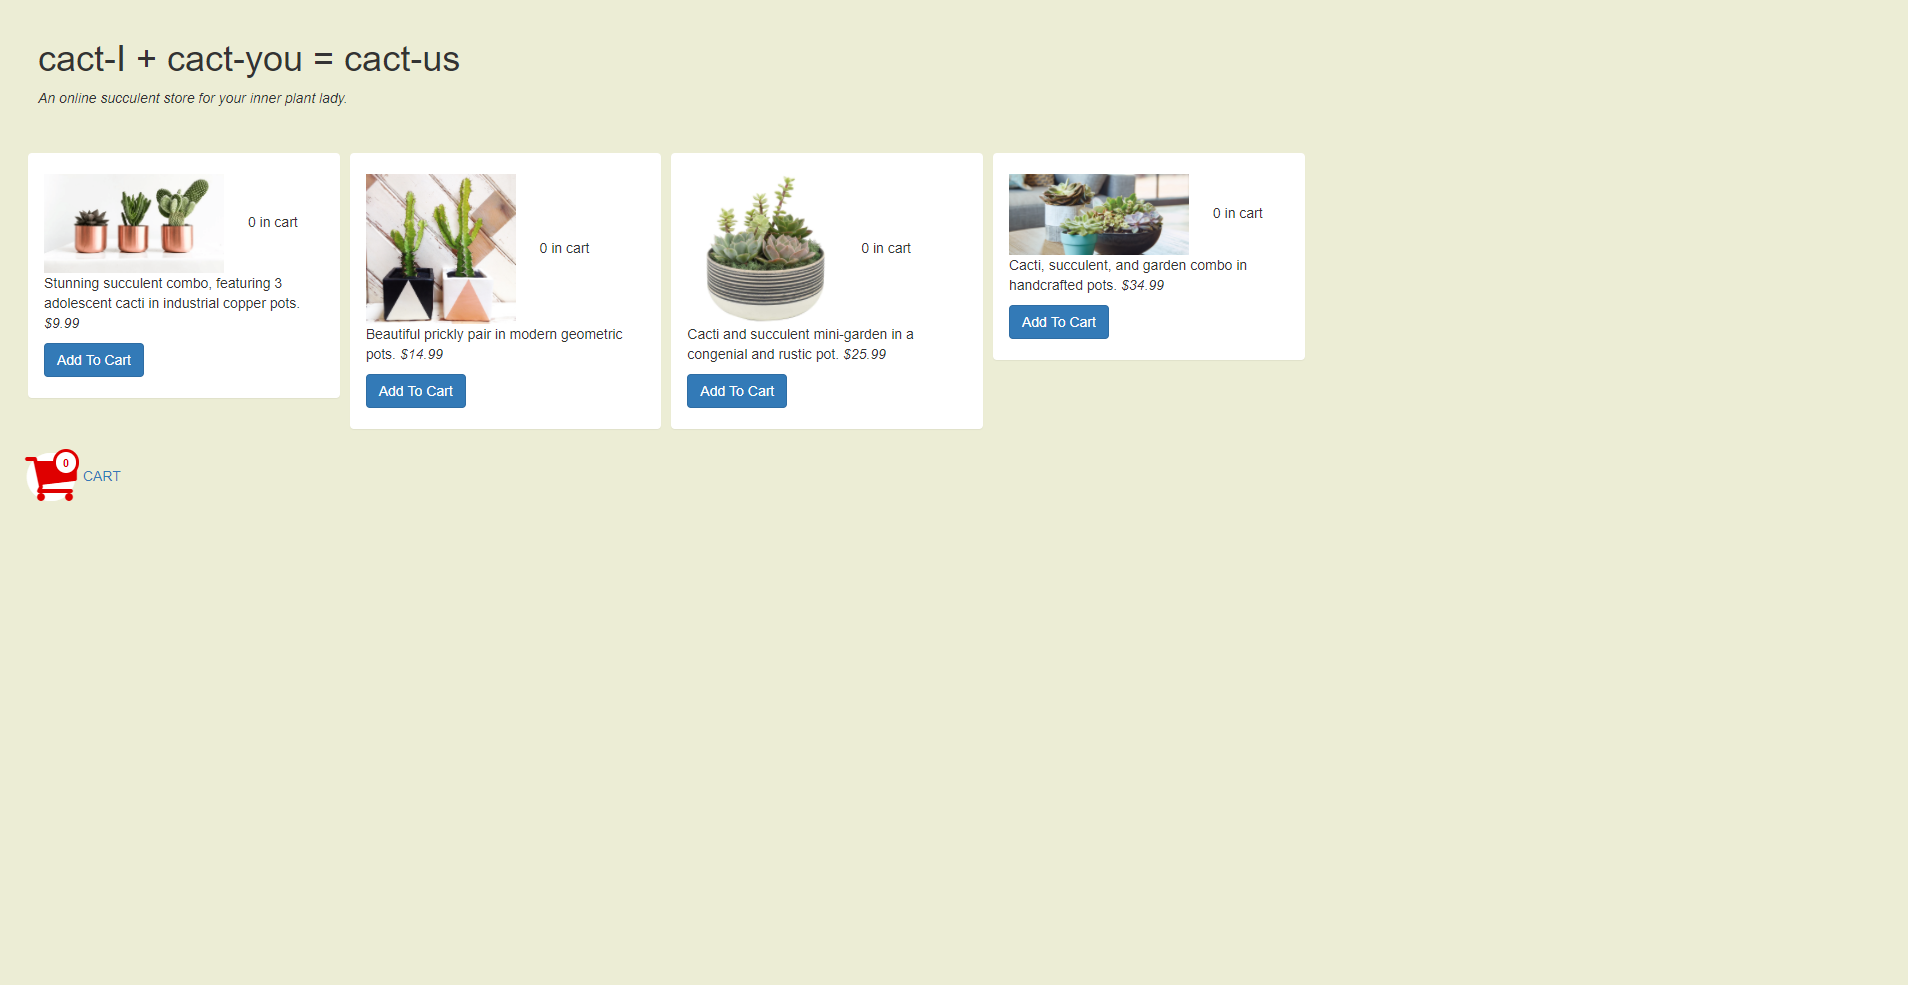 cact-I + cact-you = cact-us
An online succulent store for your inner plant lady.
0 in cart
Stunning succulent combo, featuring 3
adolescent cacti in industrial copper pots.
$9.99
Add To Cart
0 in cart
Beautiful prickly pair in modern geometric
pots. $14.99
Add To Cart
0 in cart
Cacti and succulent mini-garden in a
congenial and rustic pot. $25.99
Add To Cart
0 in cart
Cacti, succulent, and garden combo in
handcrafted pots. $34.99
Add To Cart
0
CART